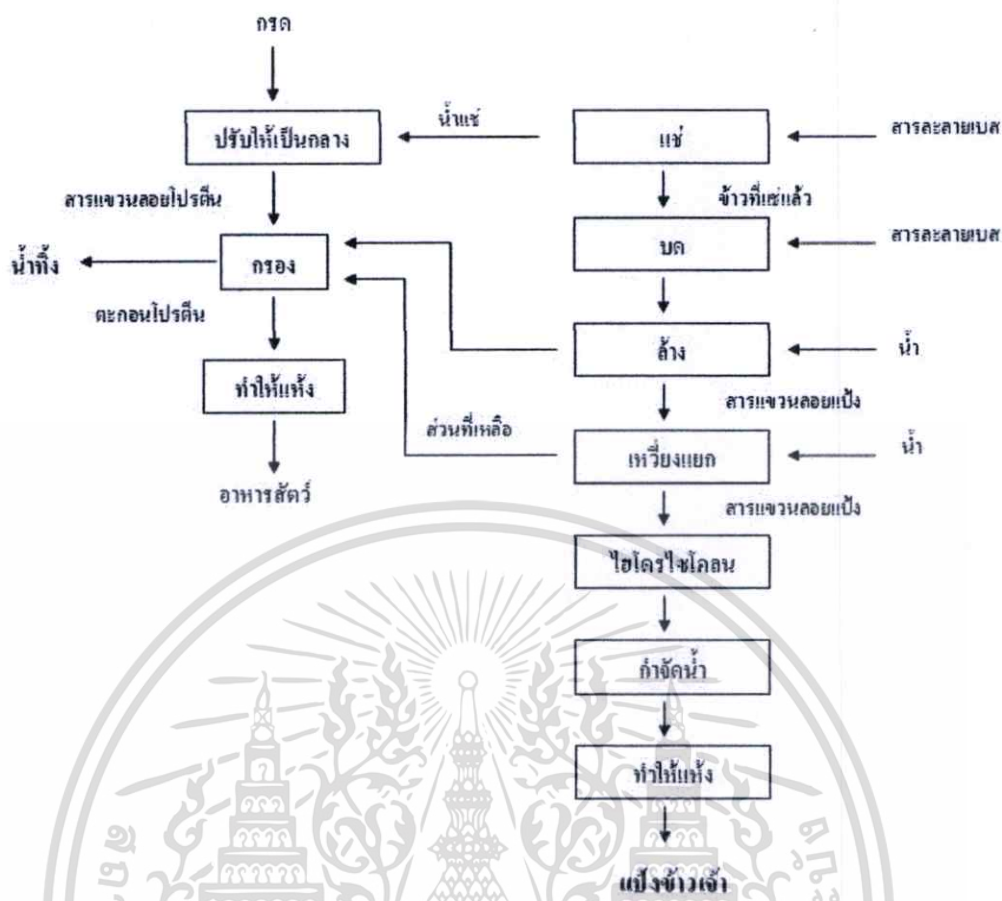 กรด
ปรับให้เป็นกลาง
น้ำแช่
แช่
สารละลายเบส
สารแขวนลอยโปรตีน
ข้าวที่แช่แล้ว
น้ำทิ้ง
กรอง
บด
สารละลายเบส
ตะกอนโปรตีน
ล้าง
น้ำ
ทำให้แห้ง
สารแขวนลอยแป้ง
ส่วนที่เหลือ
เหวี่ยงแยก
น้ำ
อาหารสัตว์
สารแขวนลอยแป้ง
ไฮโดรไซโคลน
กำจัดน้ำ
ทำให้แห้ง
แป้งข้าวเจ้า